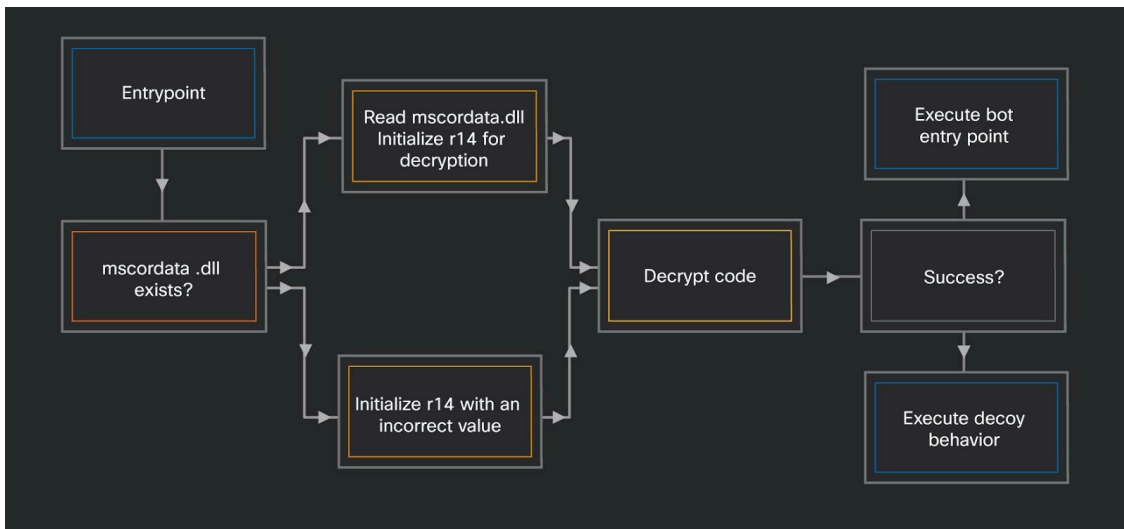 Entrypoint
mscordata .dll
exists?
Read mscordata.dll
Initialize r14 for
decryption
Initialize r14 with an
incorrect value
Decrypt code
Success?
Execute bot
entry point
Execute decoy
behavior